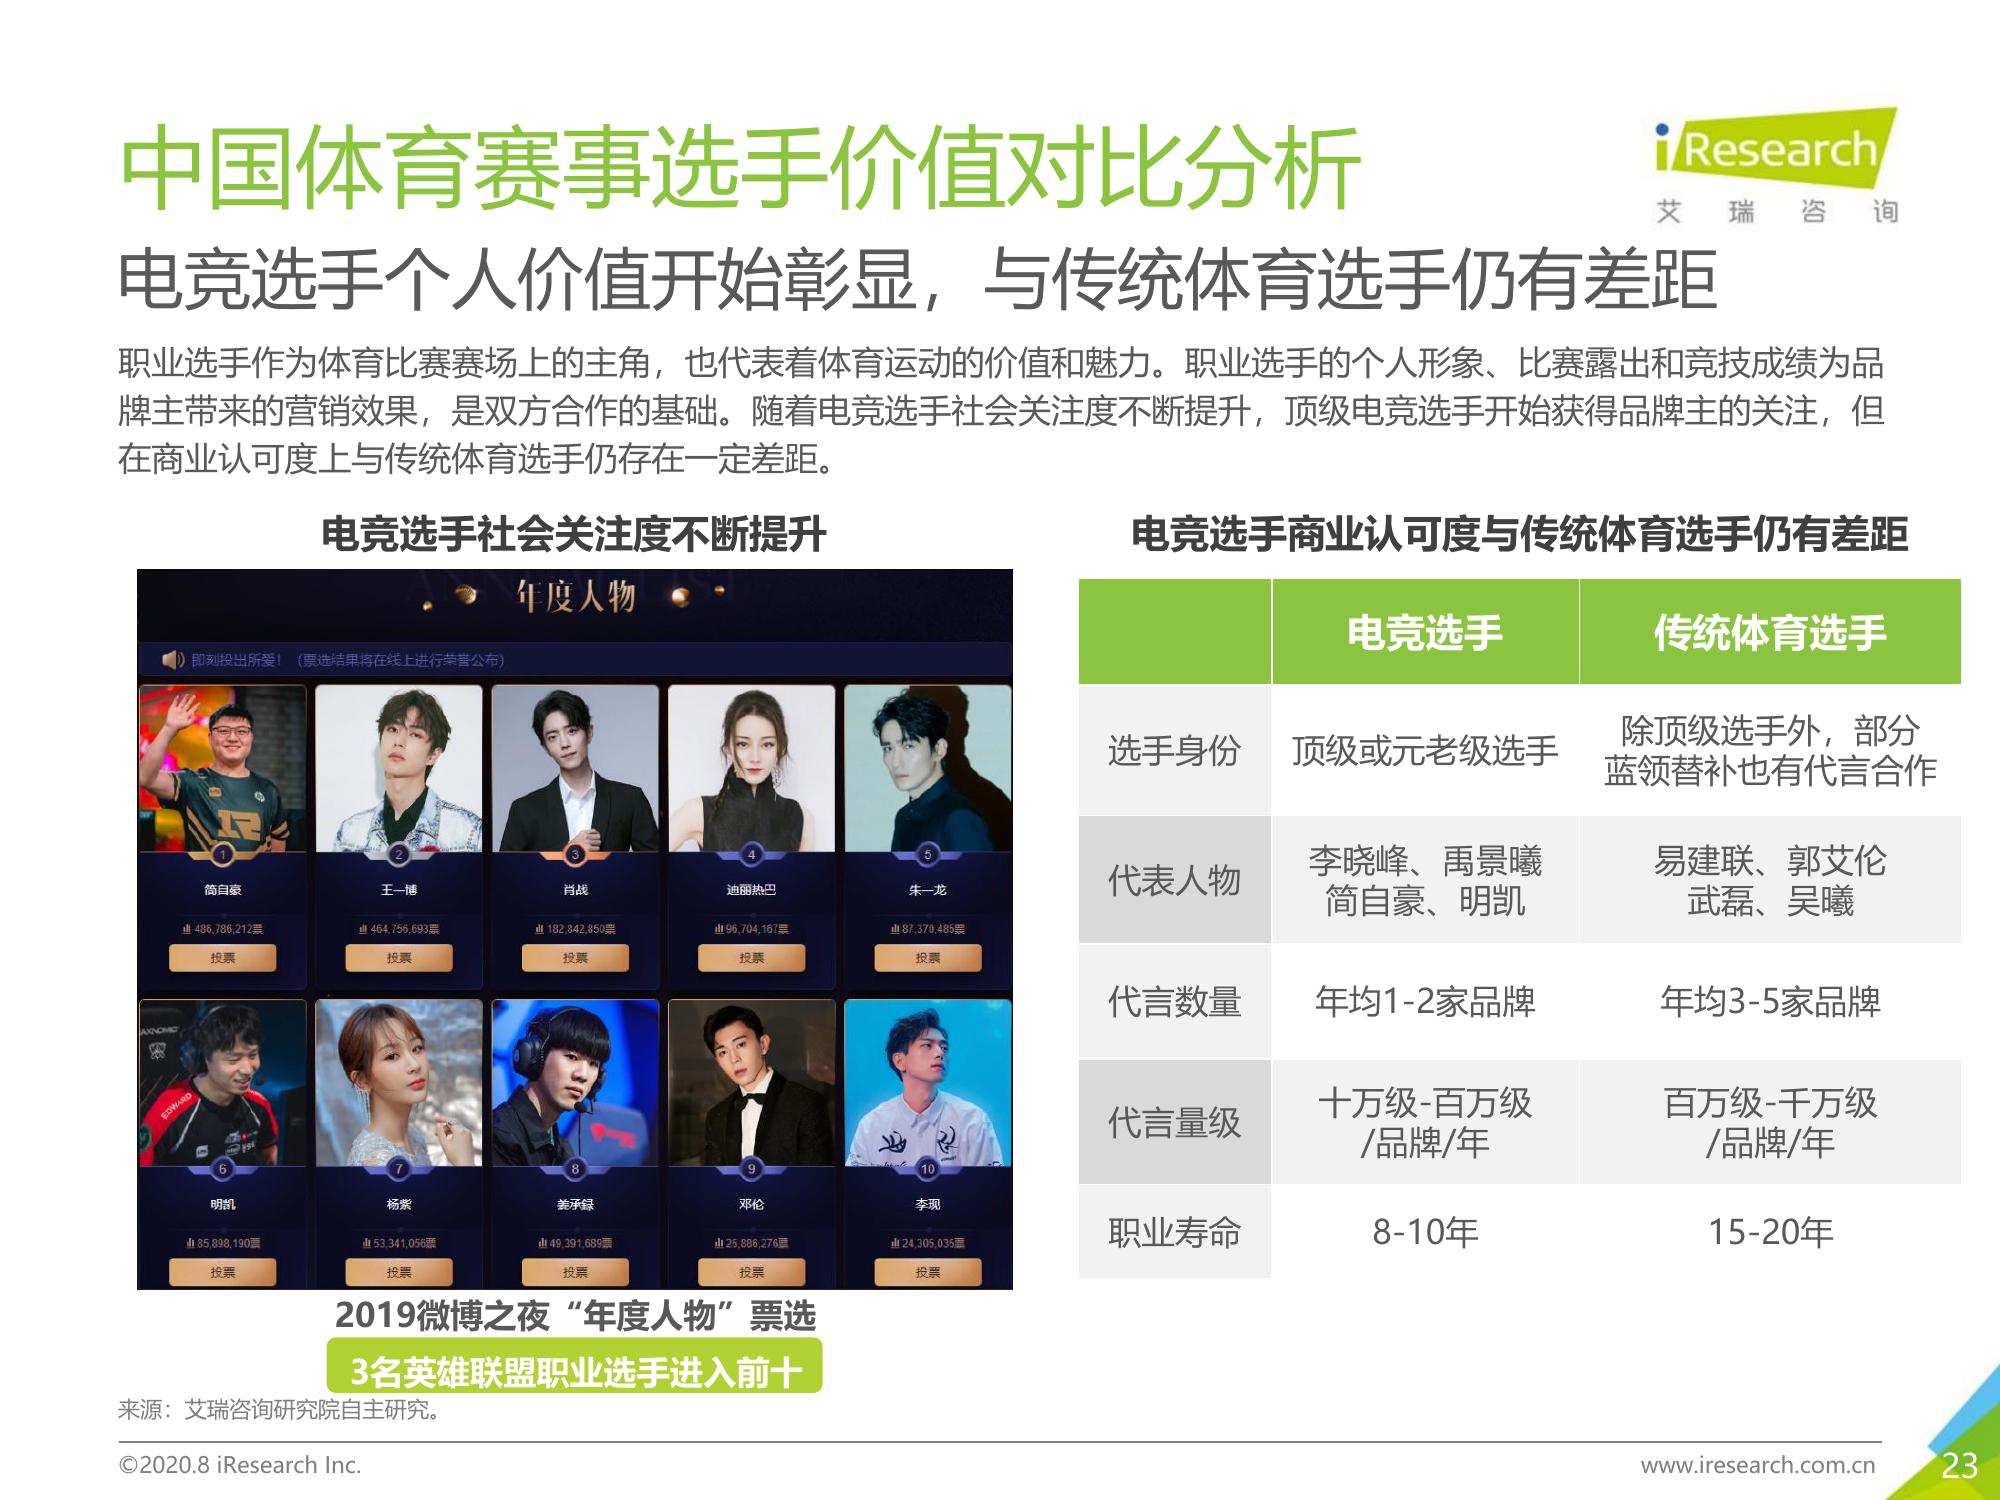 中国体育赛事选手价值对比分析
iResearch
艾瑞咨询
电竞选手个人价值开始彰显，与传统体育选手仍有差距
职业选手作为体育比赛赛场上的主角，也代表着体育运动的价值和魅力。职业选手的个人形象、比赛露出和竞技成绩为品
牌主带来的营销效果，是双方合作的基础。随着电竞选手社会关注度不断提升，顶级电竞选手开始获得品牌主的关注，但
在商业认可度上与传统体育选手仍存在一定差距。
电竞选手社会关注度不断提升
年度人物
即刻投出所爱！（票选结果将在线上进行荣誉公布）
1 2 3 4 5
简自豪 王一博 肖战 迪丽热巴 朱一龙
486,786,212票 464,756,693票 182,842,850票 96,704,167票 87,370,485票
投票 投票 投票 投票 投票
EDWARD
6 7 8 9 10
明凯 杨紫 姜承録 邓伦 李现
85,898,190票 53,341,056票 49,391,689票 25,886,276票 24,305,035票
投票 投票 投票 投票 投票
2019微博之夜“年度人物”票选
3名英雄联盟职业选手进入前十
电竞选手商业认可度与传统体育选手仍有差距
电竞选手 传统体育选手
选手身份 顶级或元老级选手 除顶级选手外，部分
蓝领替补也有代言合作
代表人物 李晓峰、禹景曦 易建联、郭艾伦
简自豪、明凯 武磊、吴曦
代言数量 年均1-2家品牌 年均3-5家品牌
代言量级 十万级-百万级 百万级-千万级
/品牌/年 /品牌/年
职业寿命 8-10年 15-20年
来源：艾瑞咨询研究院自主研究。
©2020.8 iResearch Inc.
www.iresearch.com.cn
23